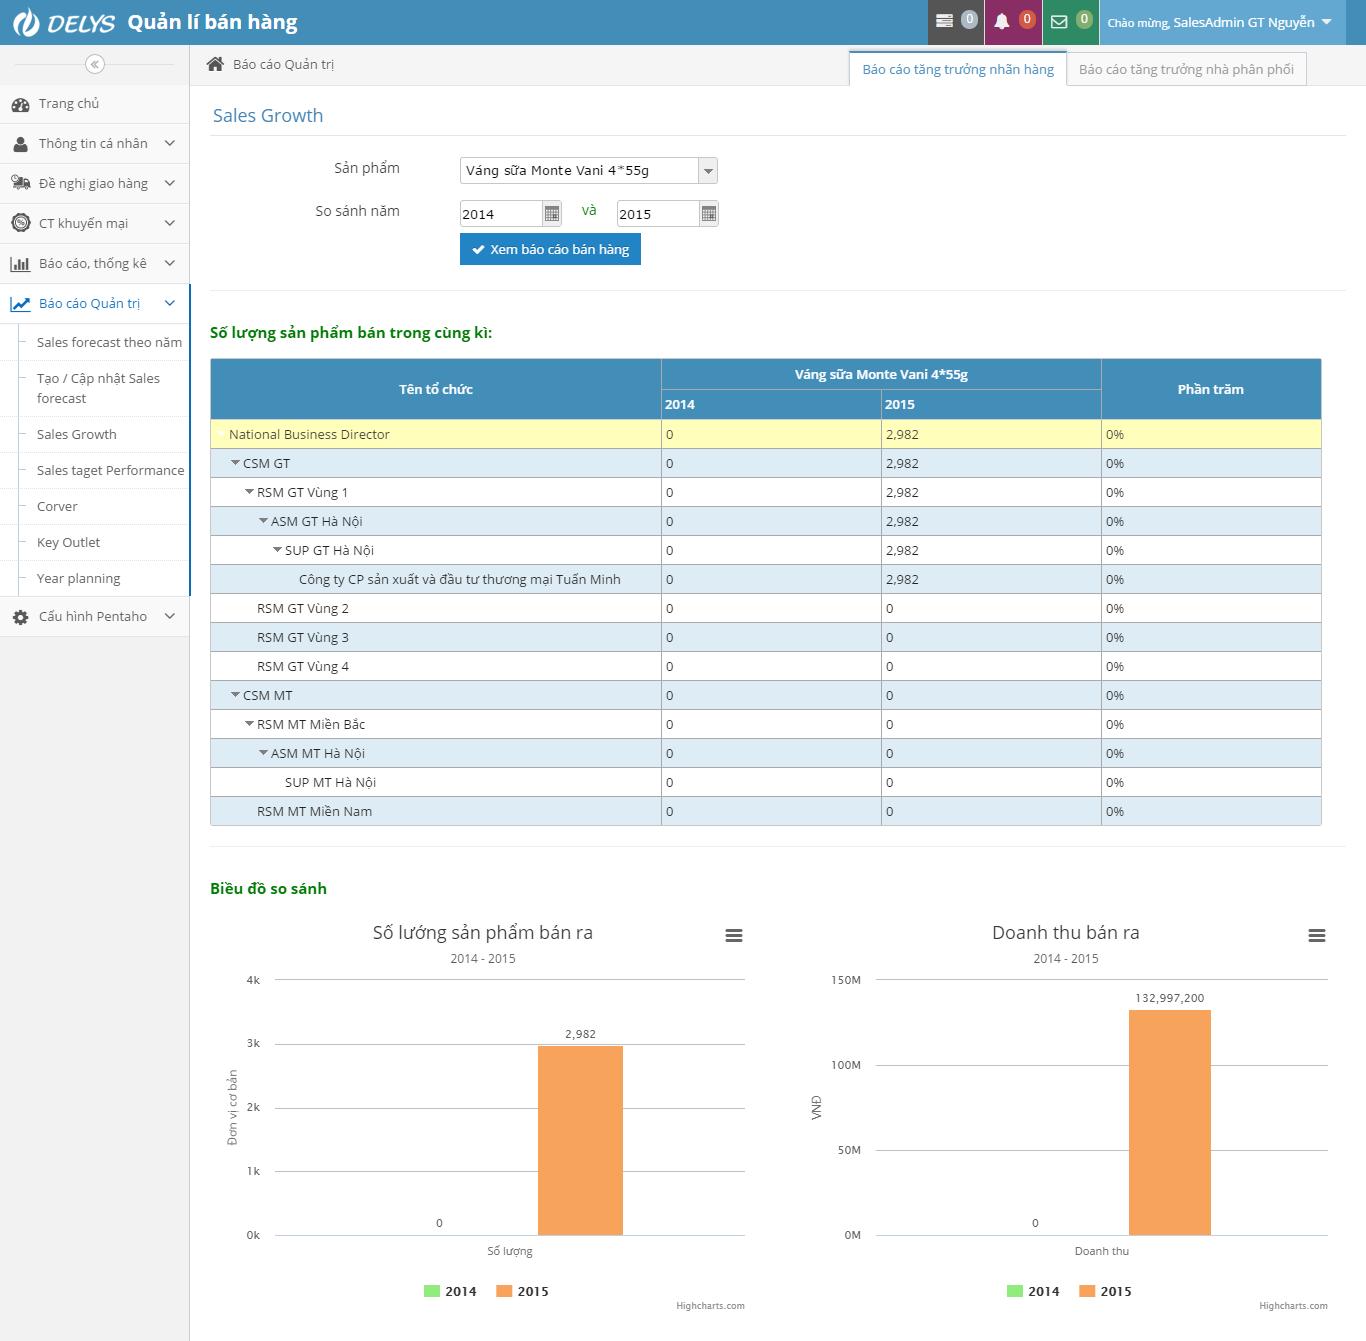 DELYS Quản lí bán hàng
0 0 0 Chào mừng, SalesAdmin GT Nguyễn
Trang chủ
Thông tin cá nhân
Đề nghị giao hàng
CT khuyến mại
Báo cáo, thống kê
Báo cáo Quản trị
Sales forecast theo năm
Tạo / Cập nhật Sales
forecast
Sales Growth
Sales taget Performance
Corver
Key Outlet
Year planning
Cấu hình Pentaho
Báo cáo Quản trị
Báo cáo tăng trưởng nhãn hàng Báo cáo tăng trưởng nhà phân phối
Sales Growth
Sản phẩm Váng sữa Monte Vani 4*55g
So sánh năm 2014 và 2015
Xem báo cáo bán hàng
Số lượng sản phẩm bán trong cùng kì:
Tên tổ chức Váng sữa Monte Vani 4*55g Phần trăm
2014 2015
National Business Director 0 2,982 0%
CSM GT 0 2,982 0%
RSM GT Vùng 1 0 2,982 0%
ASM GT Hà Nội 0 2,982 0%
SUP GT Hà Nội 0 2,982 0%
Công ty CP sản xuất và đầu tư thương mại Tuấn Minh 0 2,982 0%
RSM GT Vùng 2 0 0 0%
RSM GT Vùng 3 0 0 0%
RSM GT Vùng 4 0 0 0%
CSM MT 0 0 0%
RSM MT Miền Bắc 0 0 0%
ASM MT Hà Nội 0 0 0%
SUP MT Hà Nội 0 0 0%
RSM MT Miền Nam 0 0 0%
Biểu đồ so sánh
Số lướng sản phẩm bán ra
2014 - 2015
4k
3k
2k
1k
0k
Đơn vị cơ bản
2,982
0
Số lượng
2014 2015
Highcharts.com
Doanh thu bán ra
2014 - 2015
150M
100M
50M
0M
VNĐ
132,997,200
0
Doanh thu
2014 2015
Highcharts.com